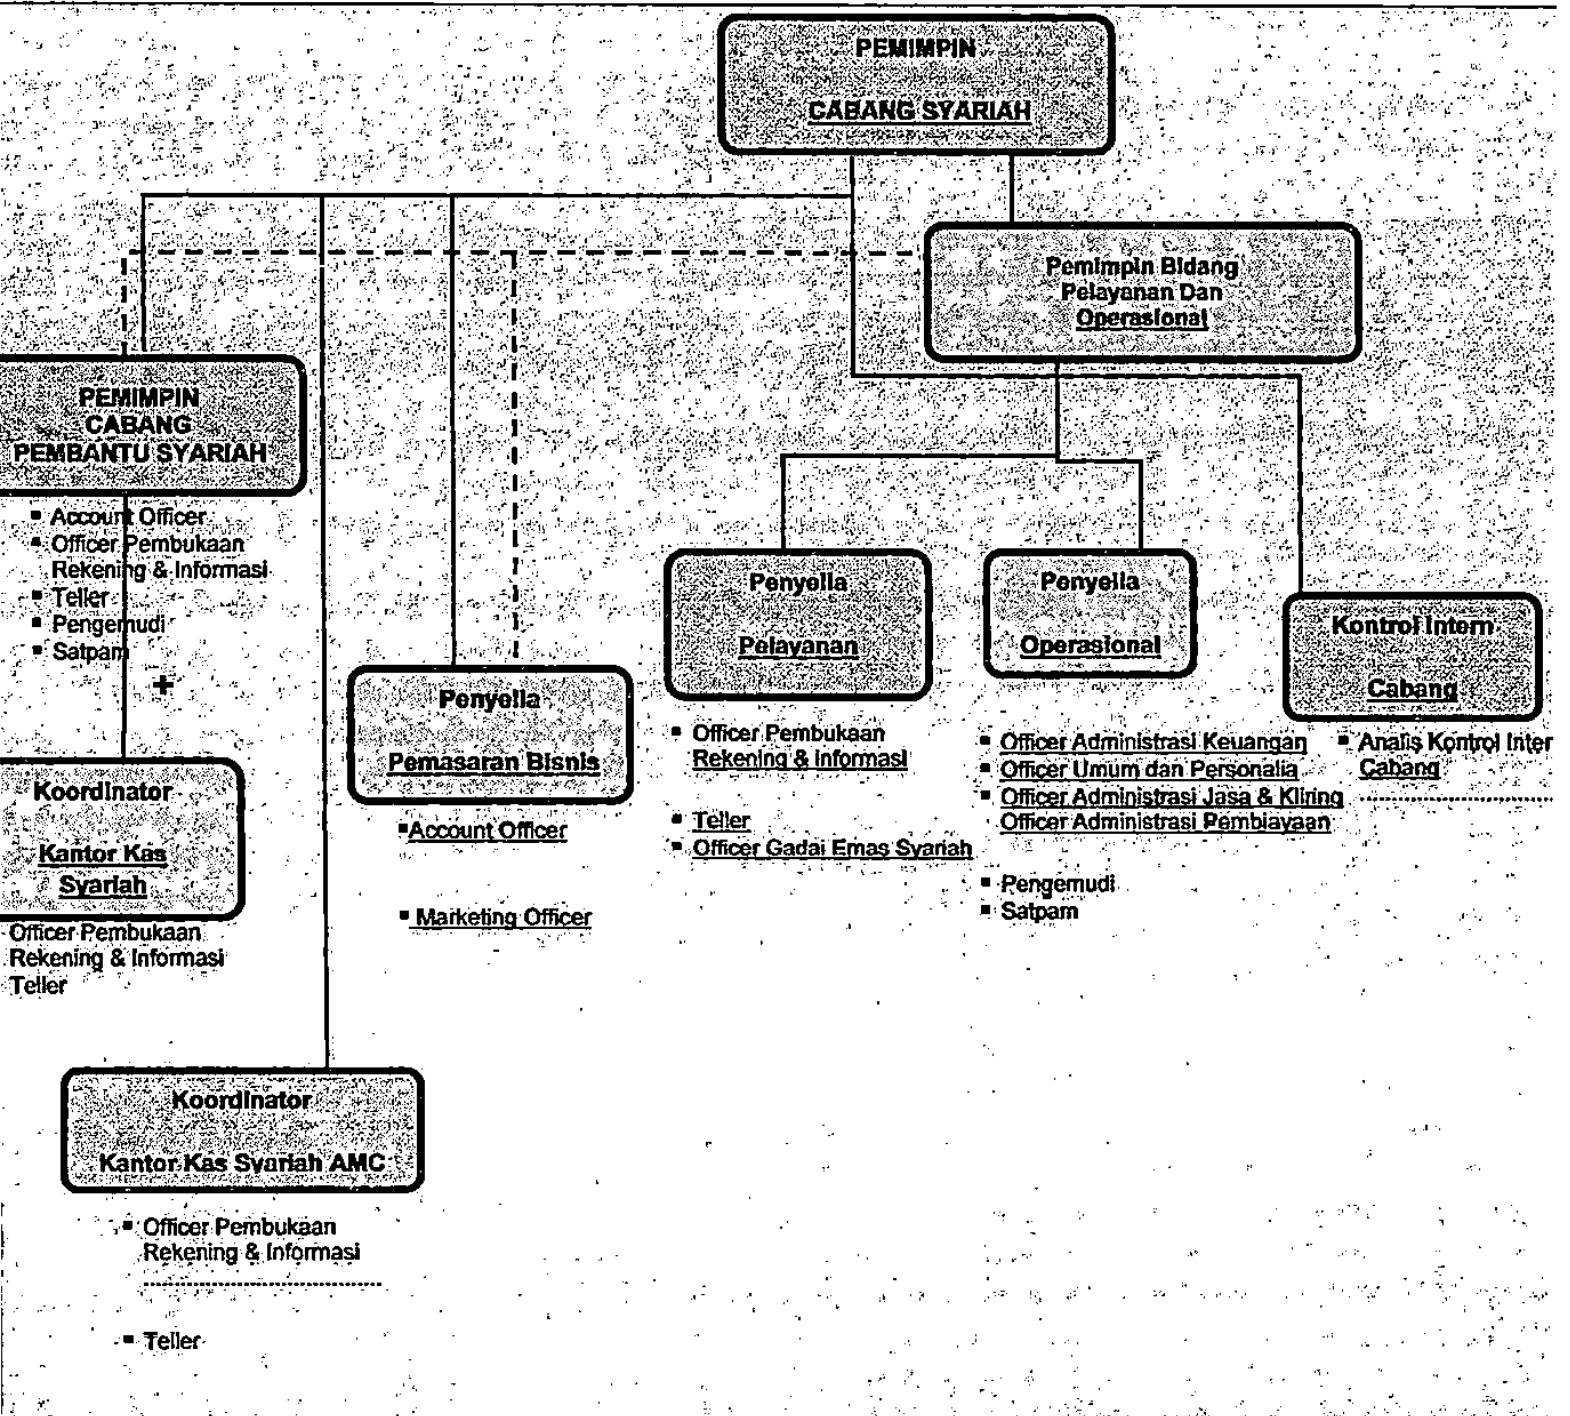 PEMIMPIN
CABANG SYARIAH
Pemimpin Bidang
Pelayanan Dan
Operasional
PEMIMPIN
CABANG
PEMBANTU SYARIAH
▪ Account Officer
▪ Officer Pembukaan
Rekening & Informasi
▪ Teller
▪ Pengemudi
▪ Satpam
+
Koordinator
Kantor Kas
Syariah
Officer Pembukaan
Rekening & Informasi
Teller
Koordinator
Kantor Kas Syariah AMC
▪ Officer Pembukaan
Rekening & Informasi
▪ Teller
Penyelia
Pemasaran Bisnis
▪Account Officer
▪ Marketing Officer
Penyelia
Pelayanan
▪ Officer Pembukaan
Rekening & Informasi
▪ Teller
▪ Officer Gadai Emas Syariah
Penyelia
Operasional
▪ Officer Administrasi Keuangan
▪ Officer Umum dan Personalia
▪ Officer Administrasi Jasa & Kliring
Officer Administrasi Pembiayaan
▪ Pengemudi
▪ Satpam
Kontrol Intern
Cabang
▪ Analis Kontrol Inter
Cabang